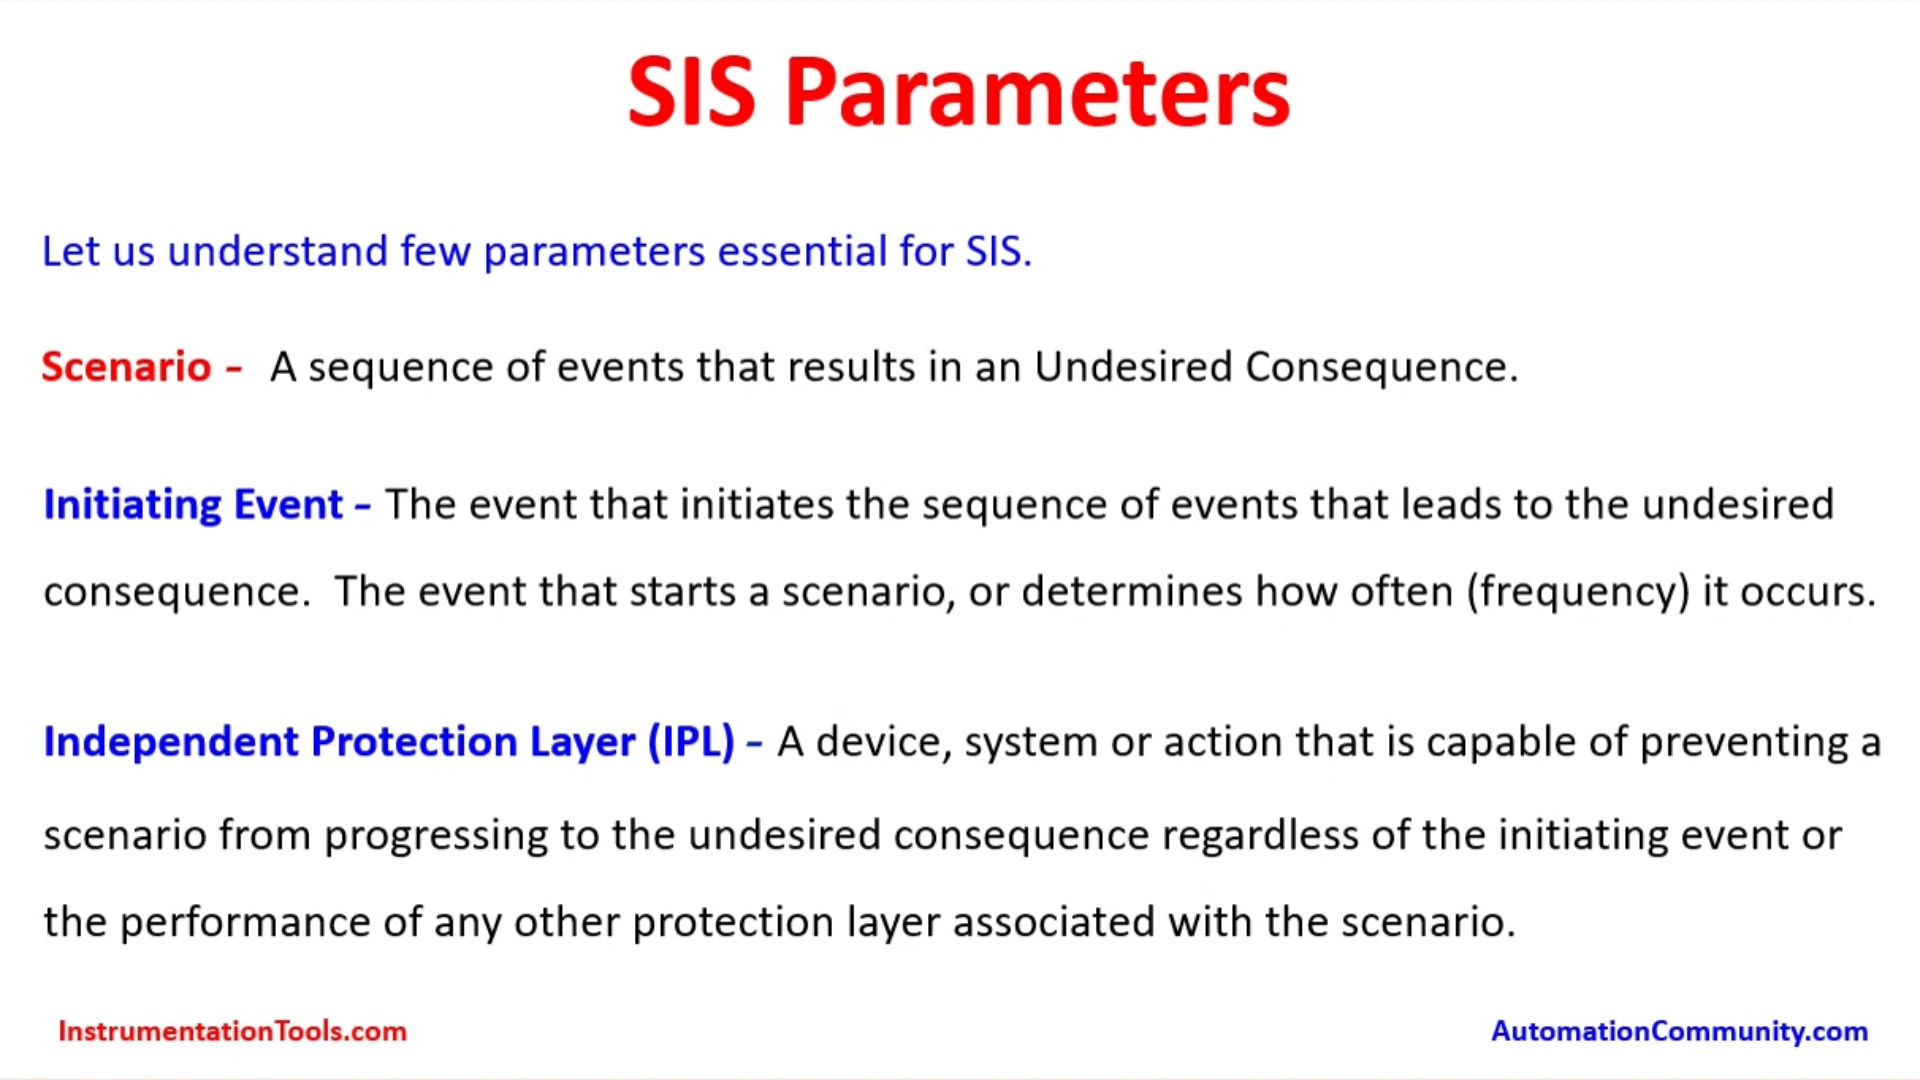 SIS Parameters
Let us understand few parameters essential for SIS.
Scenario - A sequence of events that results in an Undesired Consequence.
Initiating Event - The event that initiates the sequence of events that leads to the undesired
consequence. The event that starts a scenario, or determines how often (frequency) it occurs.
Independent Protection Layer (IPL) - A device, system or action that is capable of preventing a
scenario from progressing to the undesired consequence regardless of the initiating event or
the performance of any other protection layer associated with the scenario.
InstrumentationTools.com
AutomationCommunity.com